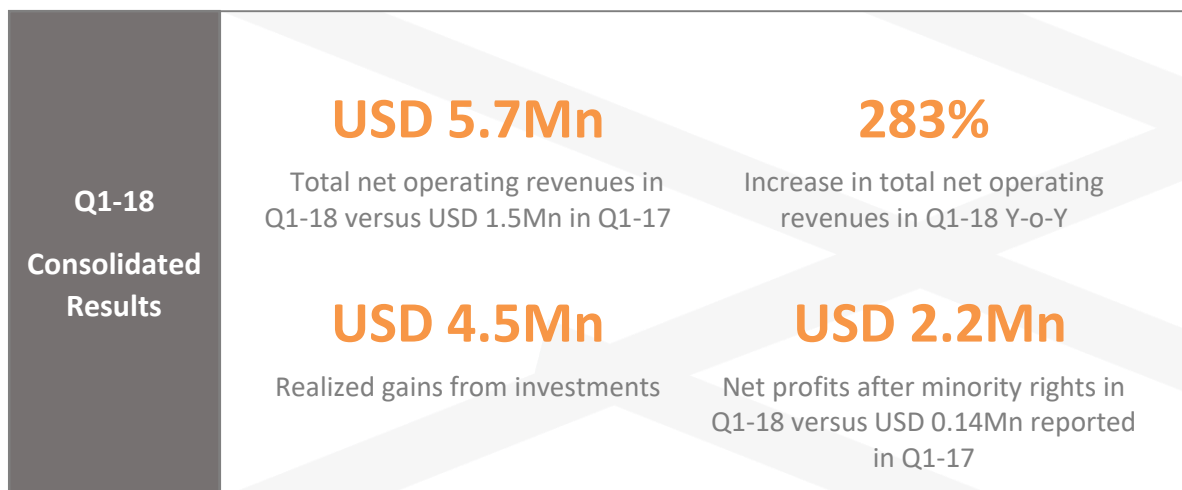 Q1-18
Consolidated
Results
USD 5.7Mn
Total net operating revenues in
Q1-18 versus USD 1.5Mn in Q1-17
283%
Increase in total net operating
revenues in Q1-18 Y-o-Y
USD 4.5Mn
Realized gains from investments
USD 2.2Mn
Net profits after minority rights in
Q1-18 versus USD 0.14Mn reported
in Q1-17